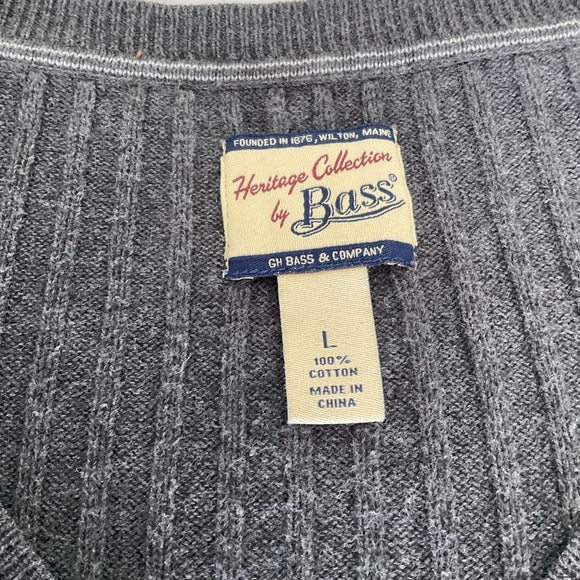 FOUNDED IN 1876, WILTON, MAINE
Heritage Collection
by Bass®
GH BASS & COMPANY
L
100%
COTTON
MADE IN
CHINA